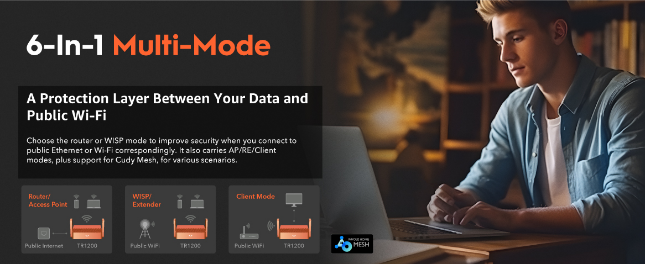 6-In-1 Multi-Mode
A Protection Layer Between Your Data and
Public Wi-Fi
Choose the router or WISP mode to improve security when you connect to
public Ethernet or Wi-Fi correspondingly. It also carries AP/RE/Client
modes, plus support for Cudy Mesh, for various scenarios.
Router/
Access Point
Public Internet
TR1200
WISP/
Extender
Public WiFi
TR1200
Client Mode
Public WiFi
TR1200
WHOLE HOME
MESH